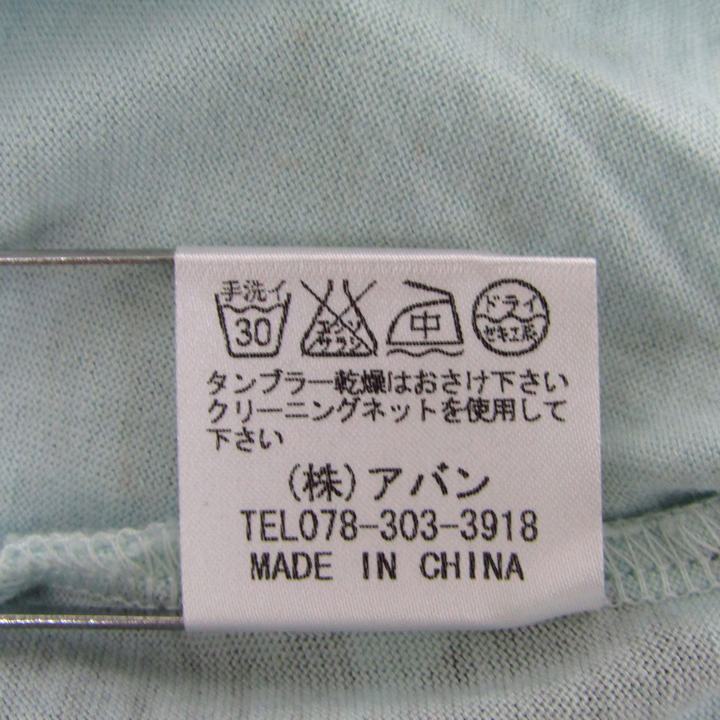 手洗イ
30
エンソ
サラシ
中
ドライ
セキユ系
タンブラー乾燥はおさけ下さい
クリーニングネットを使用して
下さい
(株)アバン
TEL078-303-3918
MADE IN CHINA